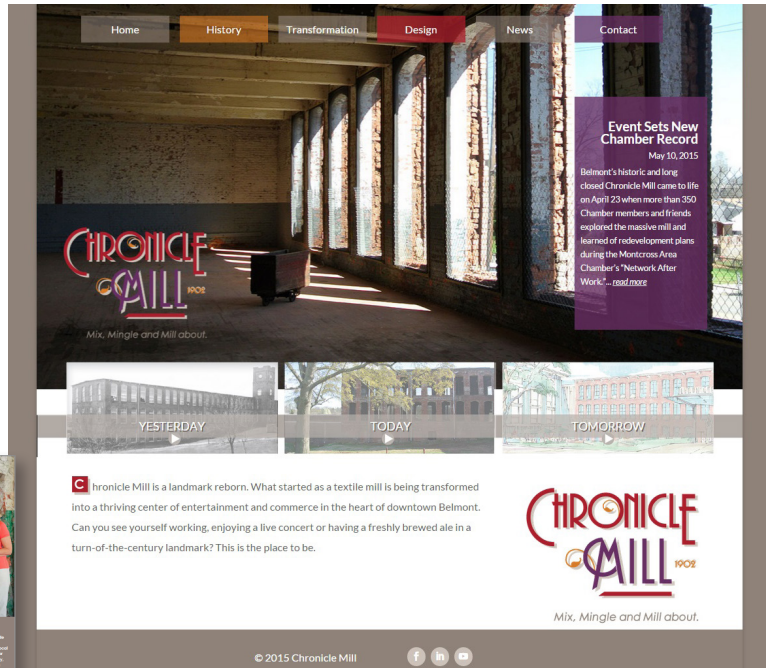 Home History Transformation Design News Contact
Event Sets New
Chamber Record
May 10, 2015
Belmont's historic and long
closed Chronicle Mill came to life
on April 23 when more than 350
Chamber members and friends
explored the massive mill and
learned of redevelopment plans
during the Montcross Area
Chamber's "Network After
Work."... read more
CHRONICLE
MILL 1902
Mix, Mingle and Mill about.
YESTERDAY TODAY TOMORROW
Chronicle Mill is a landmark reborn. What started as a textile mill is being transformed
into a thriving center of entertainment and commerce in the heart of downtown Belmont.
Can you see yourself working, enjoying a live concert or having a freshly brewed ale in a
turn-of-the-century landmark? This is the place to be.
CHRONICLE
MILL 1902
Mix, Mingle and Mill about.
© 2015 Chronicle Mill f in